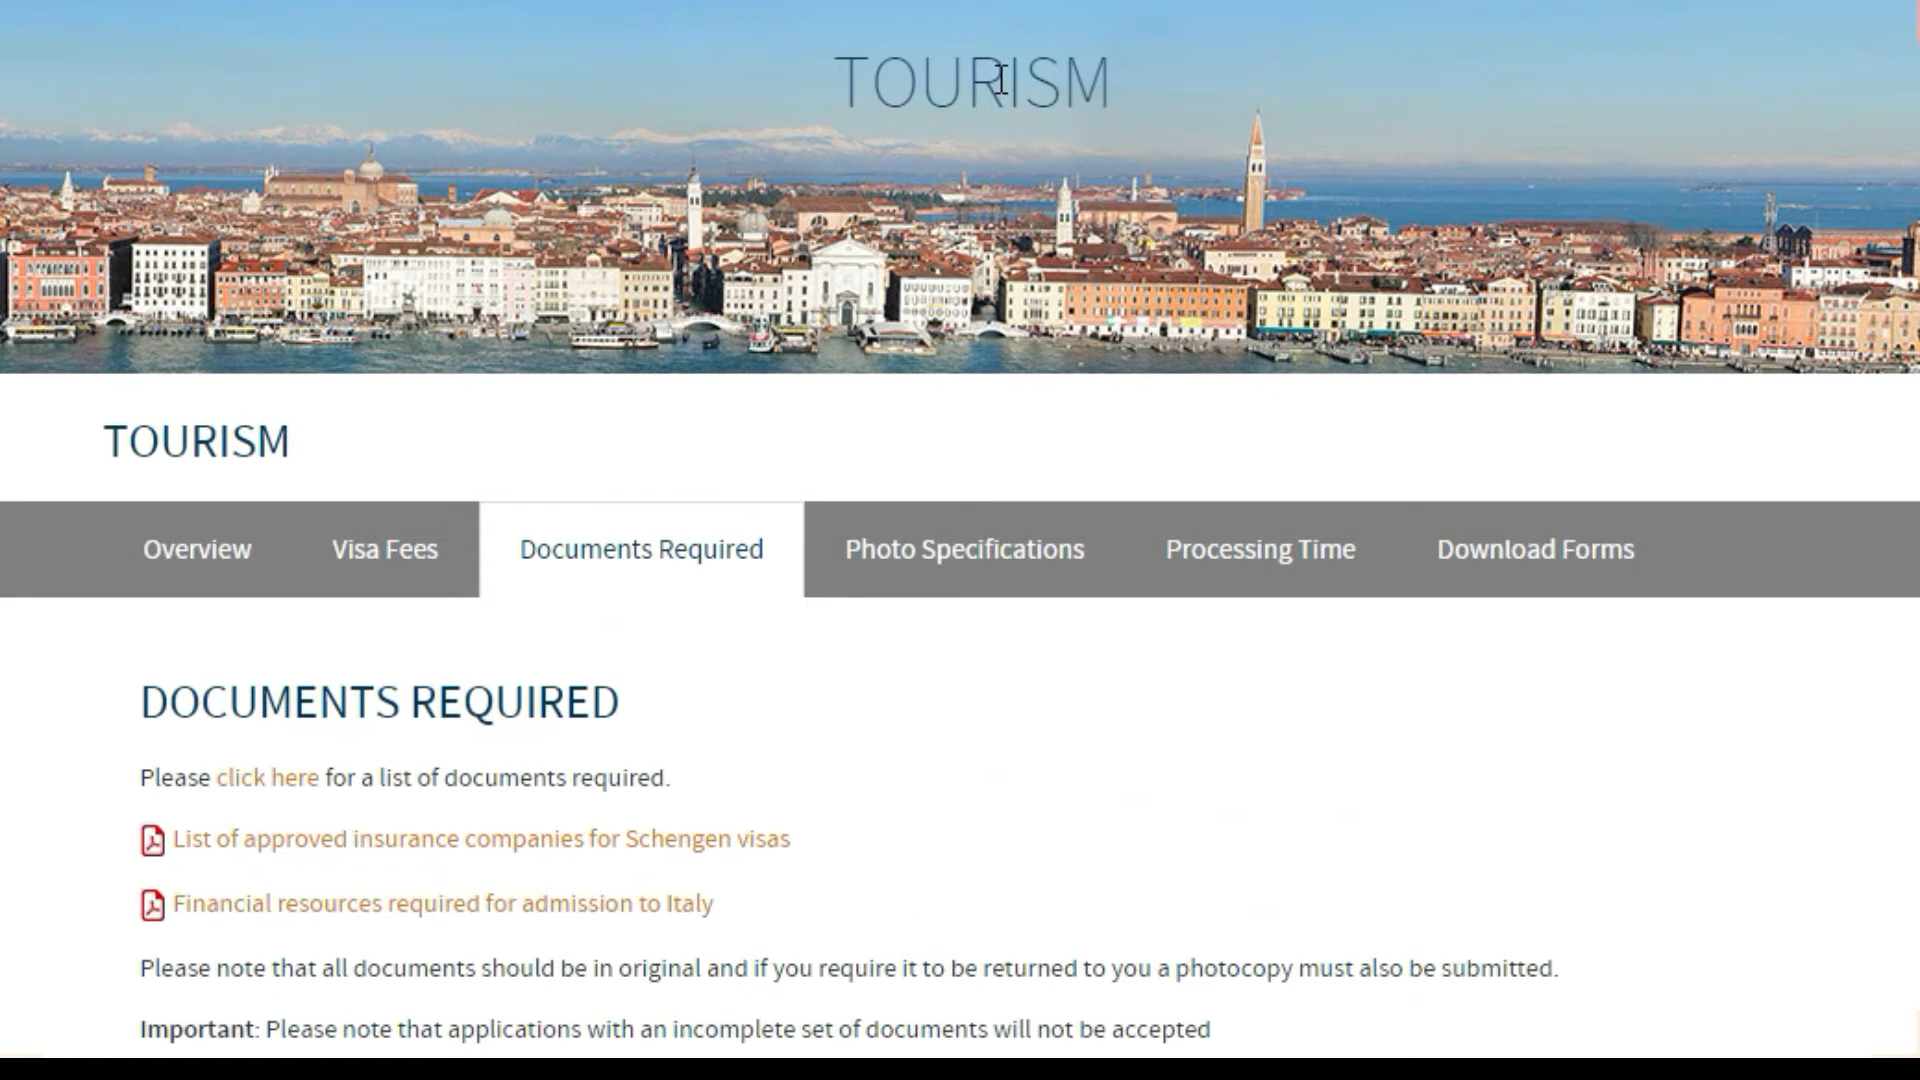 TOURISM
TOURISM
Overview Visa Fees Documents Required Photo Specifications Processing Time Download Forms
DOCUMENTS REQUIRED
Please click here for a list of documents required.
List of approved insurance companies for Schengen visas
Financial resources required for admission to Italy
Please note that all documents should be in original and if you require it to be returned to you a photocopy must also be submitted.
Important: Please note that applications with an incomplete set of documents will not be accepted